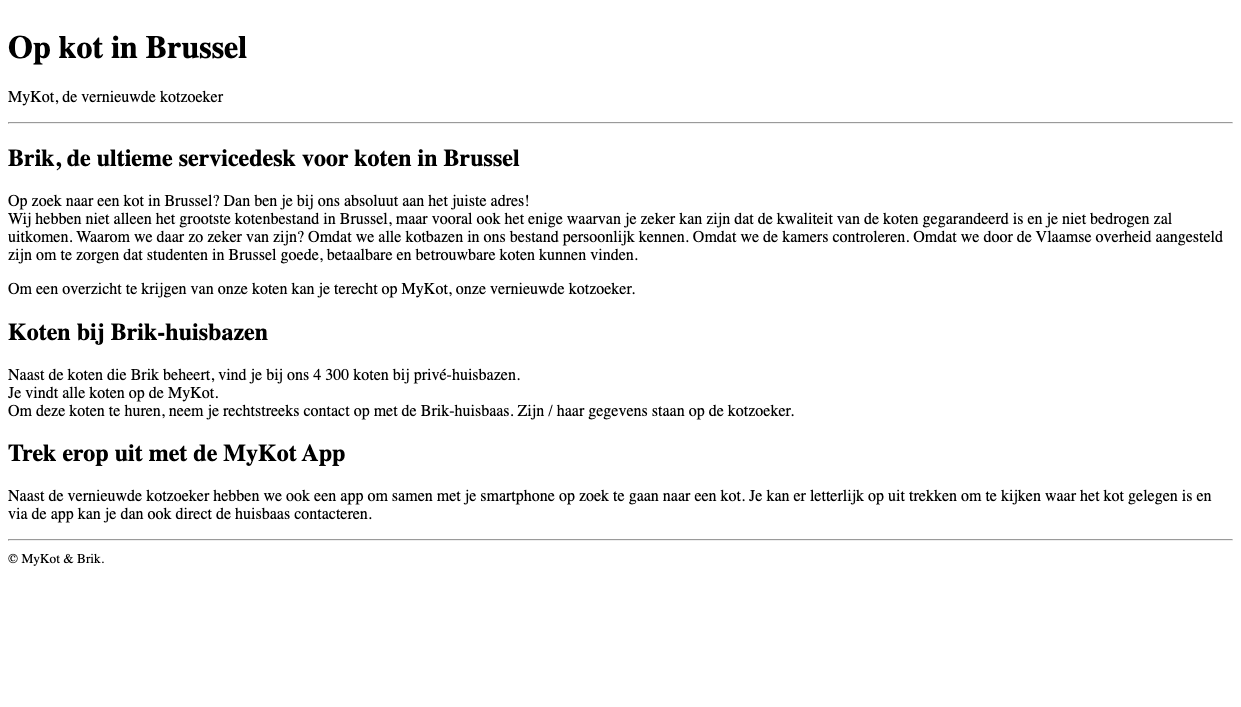 Op kot in Brussel
MyKot, de vernieuwde kotzoeker
Brik, de ultieme servicedesk voor koten in Brussel
Op zoek naar een kot in Brussel? Dan ben je bij ons absoluut aan het juiste adres!
Wij hebben niet alleen het grootste kotenbestand in Brussel, maar vooral ook het enige waarvan je zeker kan zijn dat de kwaliteit van de koten gegarandeerd is en je niet bedrogen zal
uitkomen. Waarom we daar zo zeker van zijn? Omdat we alle kotbazen in ons bestand persoonlijk kennen. Omdat we de kamers controleren. Omdat we door de Vlaamse overheid aangesteld
zijn om te zorgen dat studenten in Brussel goede, betaalbare en betrouwbare koten kunnen vinden.
Om een overzicht te krijgen van onze koten kan je terecht op MyKot, onze vernieuwde kotzoeker.
Koten bij Brik-huisbazen
Naast de koten die Brik beheert, vind je bij ons 4 300 koten bij privé-huisbazen.
Je vindt alle koten op de MyKot.
Om deze koten te huren, neem je rechtstreeks contact op met de Brik-huisbaas. Zijn / haar gegevens staan op de kotzoeker.
Trek erop uit met de MyKot App
Naast de vernieuwde kotzoeker hebben we ook een app om samen met je smartphone op zoek te gaan naar een kot. Je kan er letterlijk op uit trekken om te kijken waar het kot gelegen is en
via de app kan je dan ook direct de huisbaas contacteren.
© MyKot & Brik.